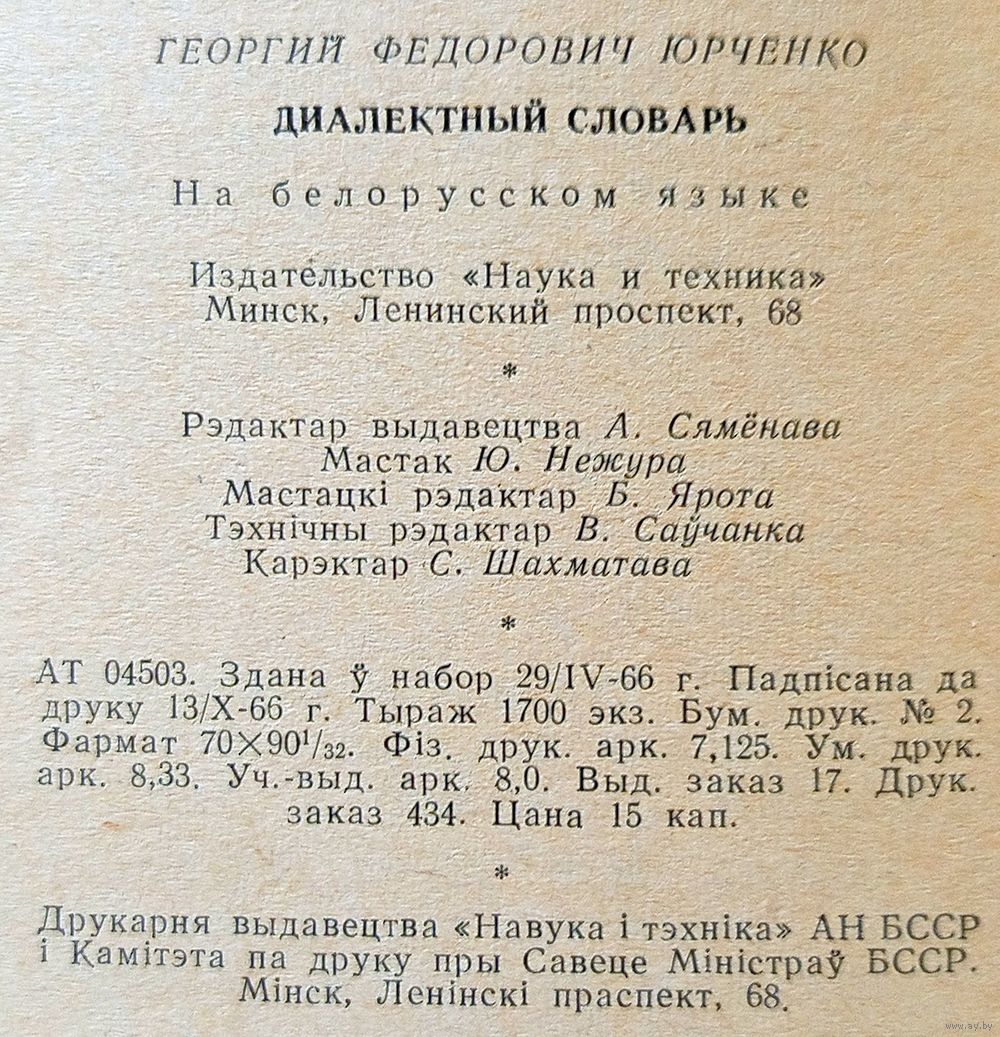 ГЕОРГИЙ ФЕДОРОВИЧ ЮРЧЕНКО
ДИАЛЕКТНЫЙ СЛОВАРЬ
На белорусском языке
Издательство «Наука и техника»
Минск, Ленинский проспект, 68
*
Рэдактар выдавецтва А. Сямёнава
Мастак Ю. Нежура
Мастацкі рэдактар Б. Ярота
Тэхнічны рэдактар В. Саўчанка
Карэктар С. Шахматава
*
АТ 04503. Здана ў набор 29/IV-66 г. Падпісана да
друку 13/X-66 г. Тыраж 1700 экз. Бум. друк. № 2.
Фармат 70×90¹/₃₂. Фіз. друк. арк. 7,125. Ум. друк.
арк. 8,33. Уч.-выд. арк. 8,0. Выд. заказ 17. Друк.
заказ 434. Цана 15 кап.
*
Друкарня выдавецтва «Навука і тэхніка» АН БССР
і Камітэта па друку пры Савеце Міністраў БССР.
Мінск, Ленінскі праспект, 68.
www.ay.by